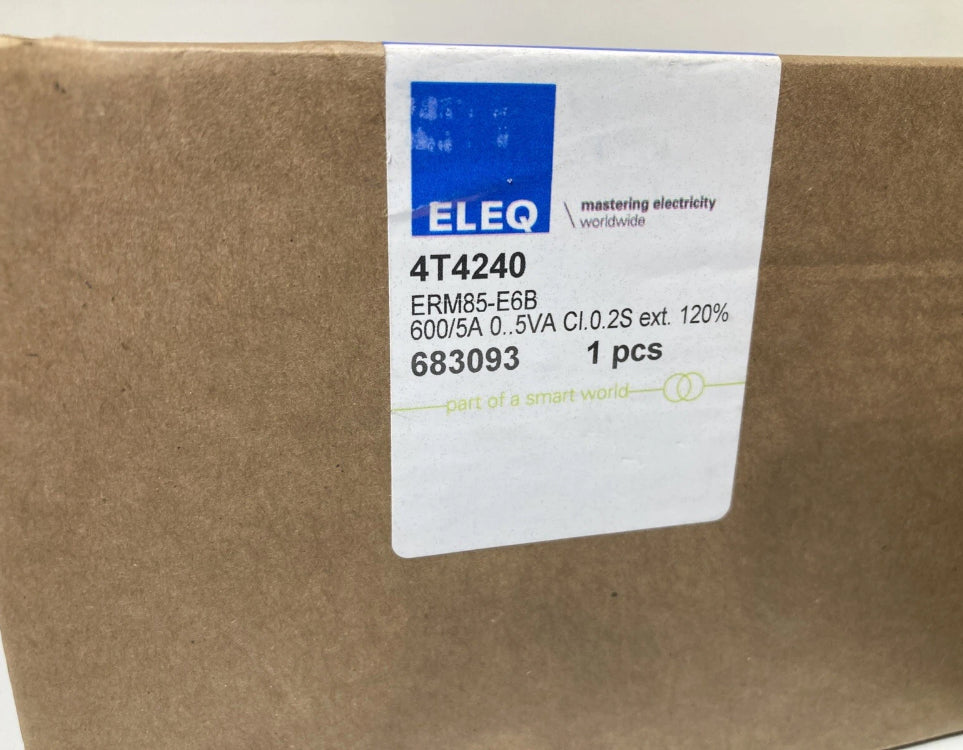 ELEQ
mastering electricity
worldwide
4T4240
ERM85-E6B
600/5A 0..5VA Cl.0.2S ext. 120%
683093 1 pcs
part of a smart world